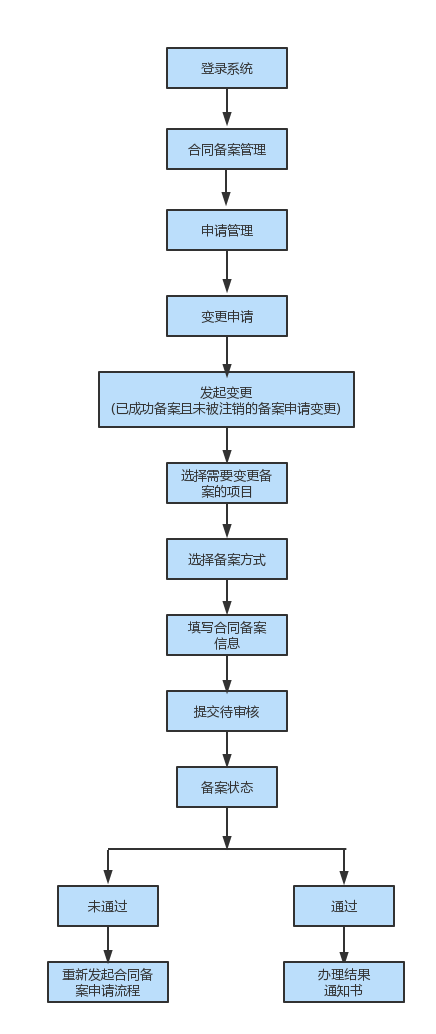 登录系统
合同备案管理
申请管理
变更申请
发起变更
(已成功备案且未被注销的备案申请变更)
选择需要变更备
案的项目
选择备案方式
填写合同备案
信息
提交待审核
备案状态
未通过
通过
重新发起合同备
案申请流程
办理结果
通知书